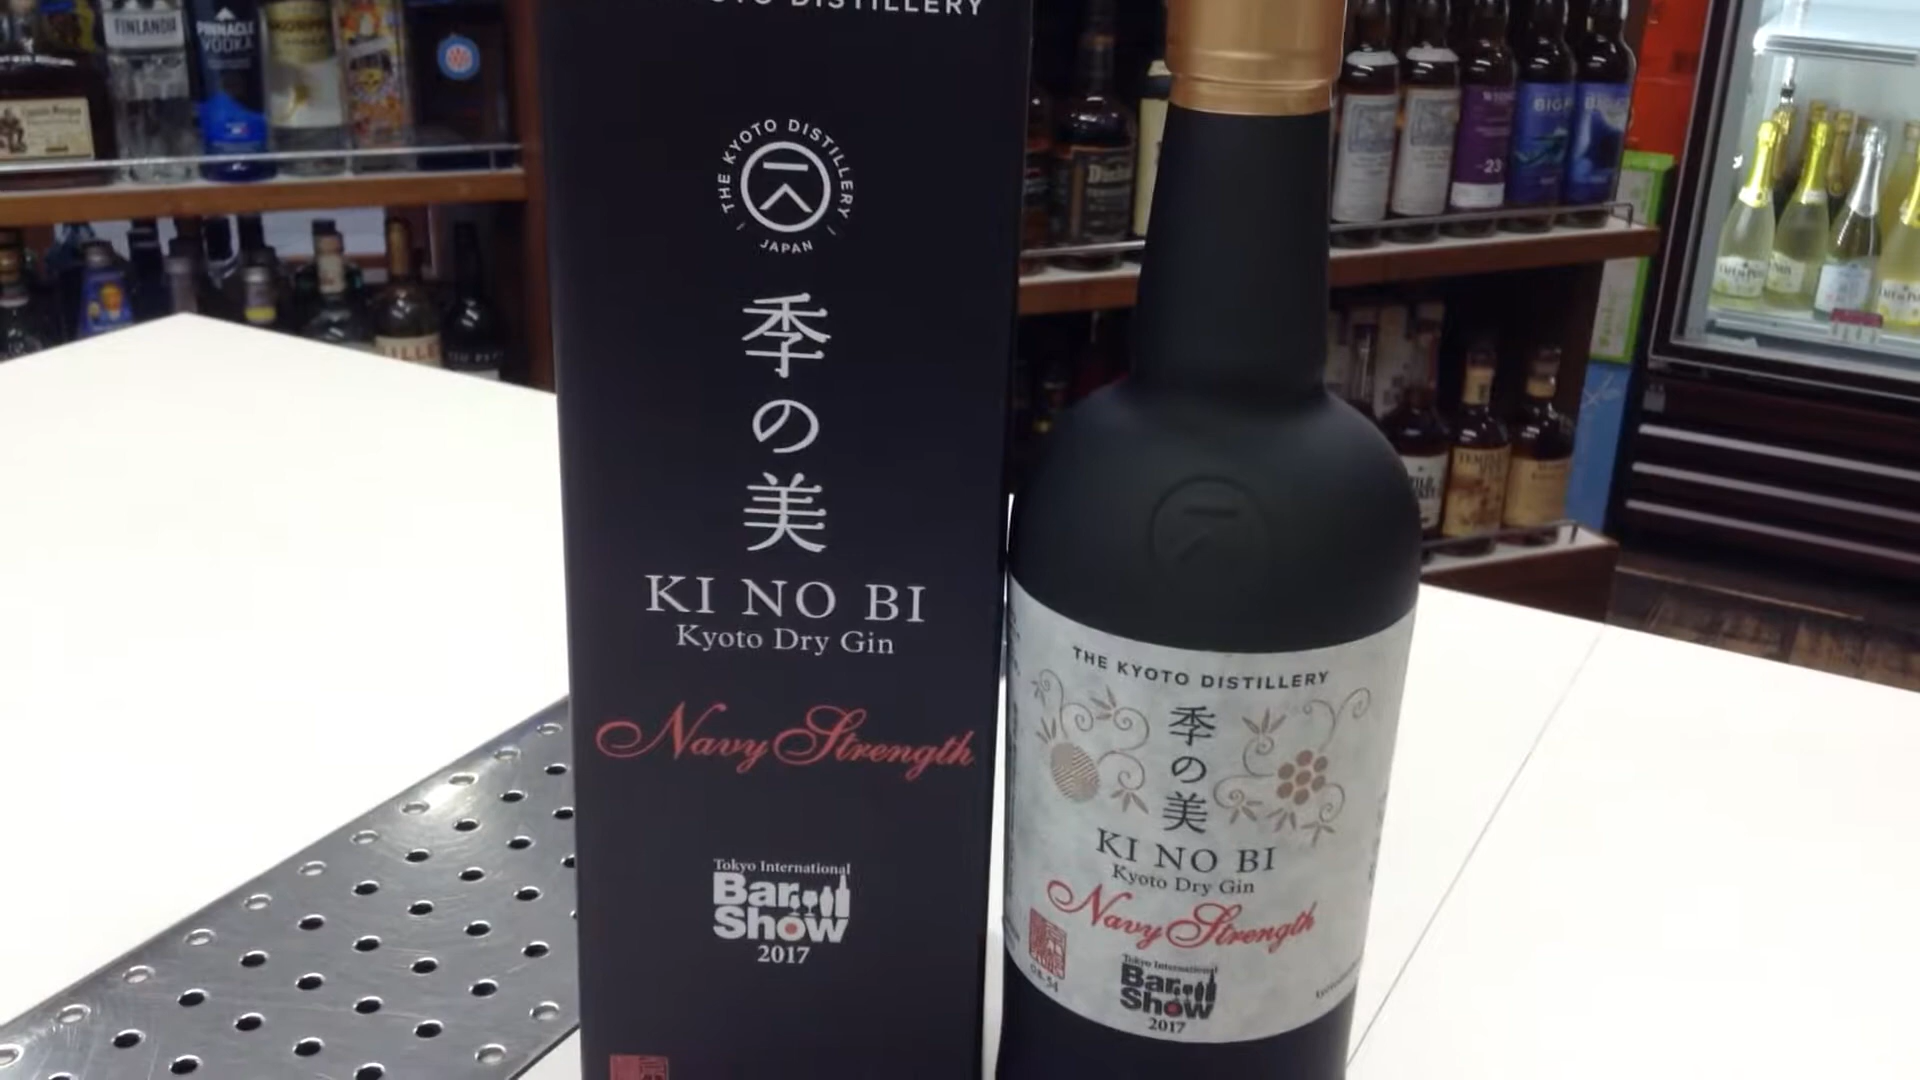 DISTILLERY
THE KYOTO DISTILLERY
JAPAN
季の美
KI NO BI
Kyoto Dry Gin
Navy Strength
Tokyo International
Bar
Show
2017
THE KYOTO DISTILLERY
季の美
KI NO BI
Kyoto Dry Gin
Navy Strength
Tokyo International
Bar
Show
2017
FINLANDIA
PINNACLE
VODKA